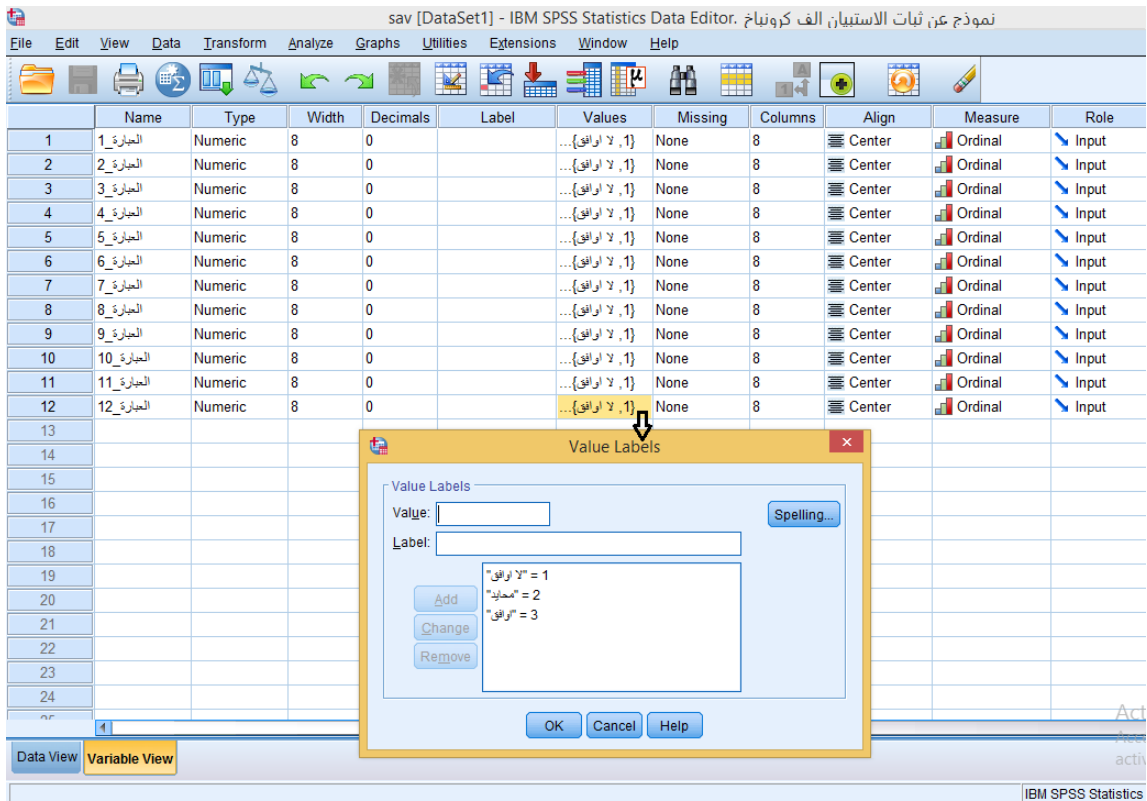 نموذج عن ثبات الاستبيان الف كرونباخ .sav [DataSet1] - IBM SPSS Statistics Data Editor
File Edit View Data Transform Analyze Graphs Utilities Extensions Window Help
Name Type Width Decimals Label Values Missing Columns Align Measure Role
1 العبارة_1 Numeric 8 0 {1, لا اوافق}... None 8 Center Ordinal Input
2 العبارة_2 Numeric 8 0 {1, لا اوافق}... None 8 Center Ordinal Input
3 العبارة_3 Numeric 8 0 {1, لا اوافق}... None 8 Center Ordinal Input
4 العبارة_4 Numeric 8 0 {1, لا اوافق}... None 8 Center Ordinal Input
5 العبارة_5 Numeric 8 0 {1, لا اوافق}... None 8 Center Ordinal Input
6 العبارة_6 Numeric 8 0 {1, لا اوافق}... None 8 Center Ordinal Input
7 العبارة_7 Numeric 8 0 {1, لا اوافق}... None 8 Center Ordinal Input
8 العبارة_8 Numeric 8 0 {1, لا اوافق}... None 8 Center Ordinal Input
9 العبارة_9 Numeric 8 0 {1, لا اوافق}... None 8 Center Ordinal Input
10 العبارة_10 Numeric 8 0 {1, لا اوافق}... None 8 Center Ordinal Input
11 العبارة_11 Numeric 8 0 {1, لا اوافق}... None 8 Center Ordinal Input
12 العبارة_12 Numeric 8 0 {1, لا اوافق}... None 8 Center Ordinal Input
13
14
15
16
17
18
19
20
21
22
23
24
Value Labels
Value Labels
Value:
Spelling...
Label:
1 = "لا اوافق"
2 = "محايد"
3 = "اوافق"
Add
Change
Remove
OK Cancel Help
Data View Variable View
IBM SPSS Statistics